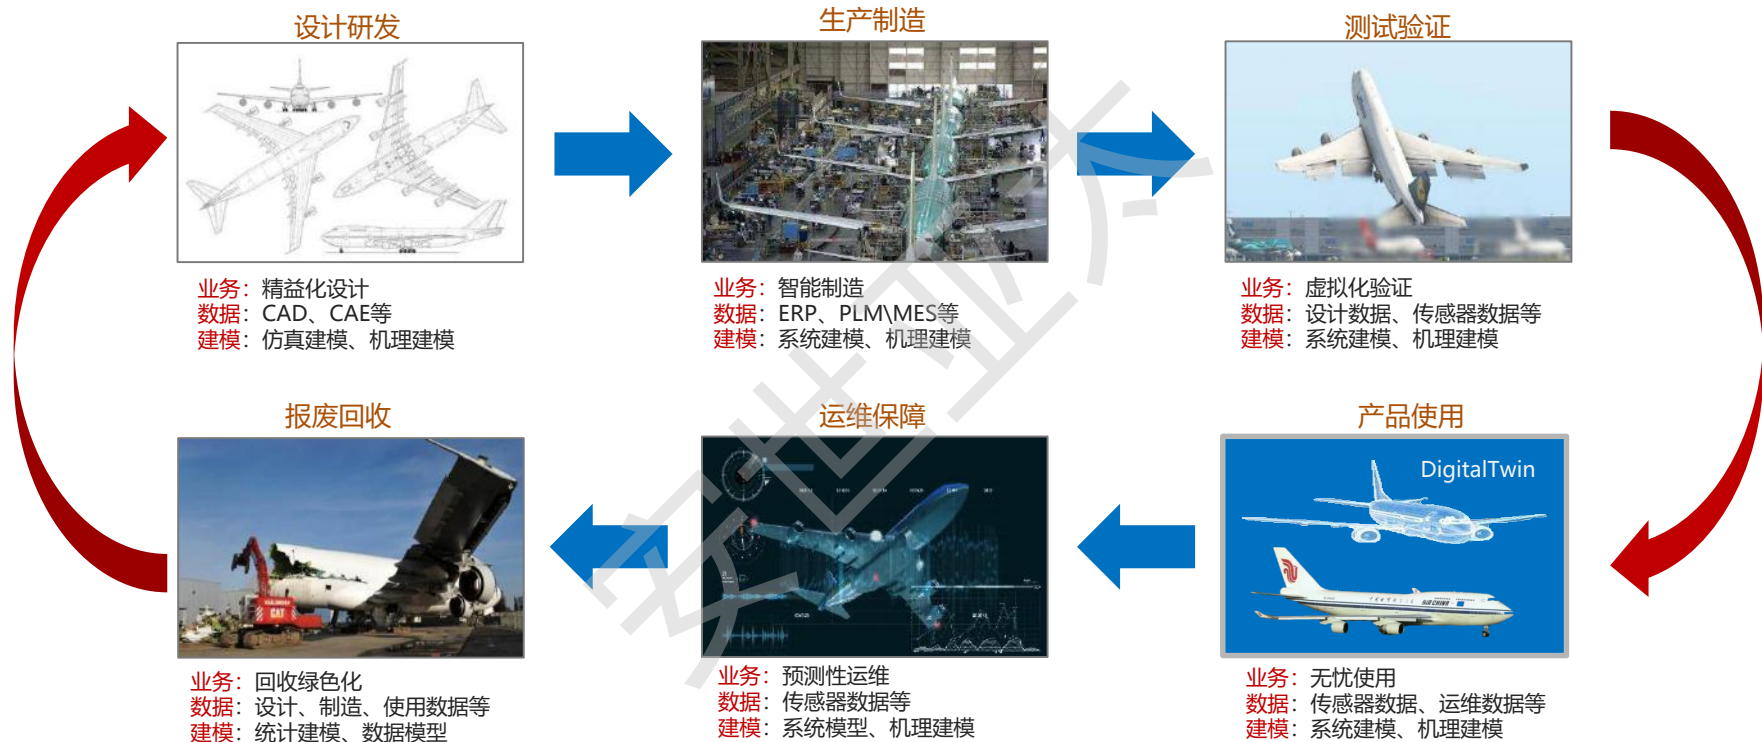 设计研发
生产制造
测试验证
业务：精益化设计
数据：CAD、CAE等
建模：仿真建模、机理建模
业务：智能制造
数据：ERP、PLM\MES等
建模：系统建模、机理建模
业务：虚拟化验证
数据：设计数据、传感器数据等
建模：系统建模、机理建模
报废回收
运维保障
产品使用
DigitalTwin
AIR CHINA
CAT
业务：回收绿色化
数据：设计、制造、使用数据等
建模：统计建模、数据模型
业务：预测性运维
数据：传感器数据等
建模：系统模型、机理建模
业务：无忧使用
数据：传感器数据、运维数据等
建模：系统建模、机理建模
安世亚太